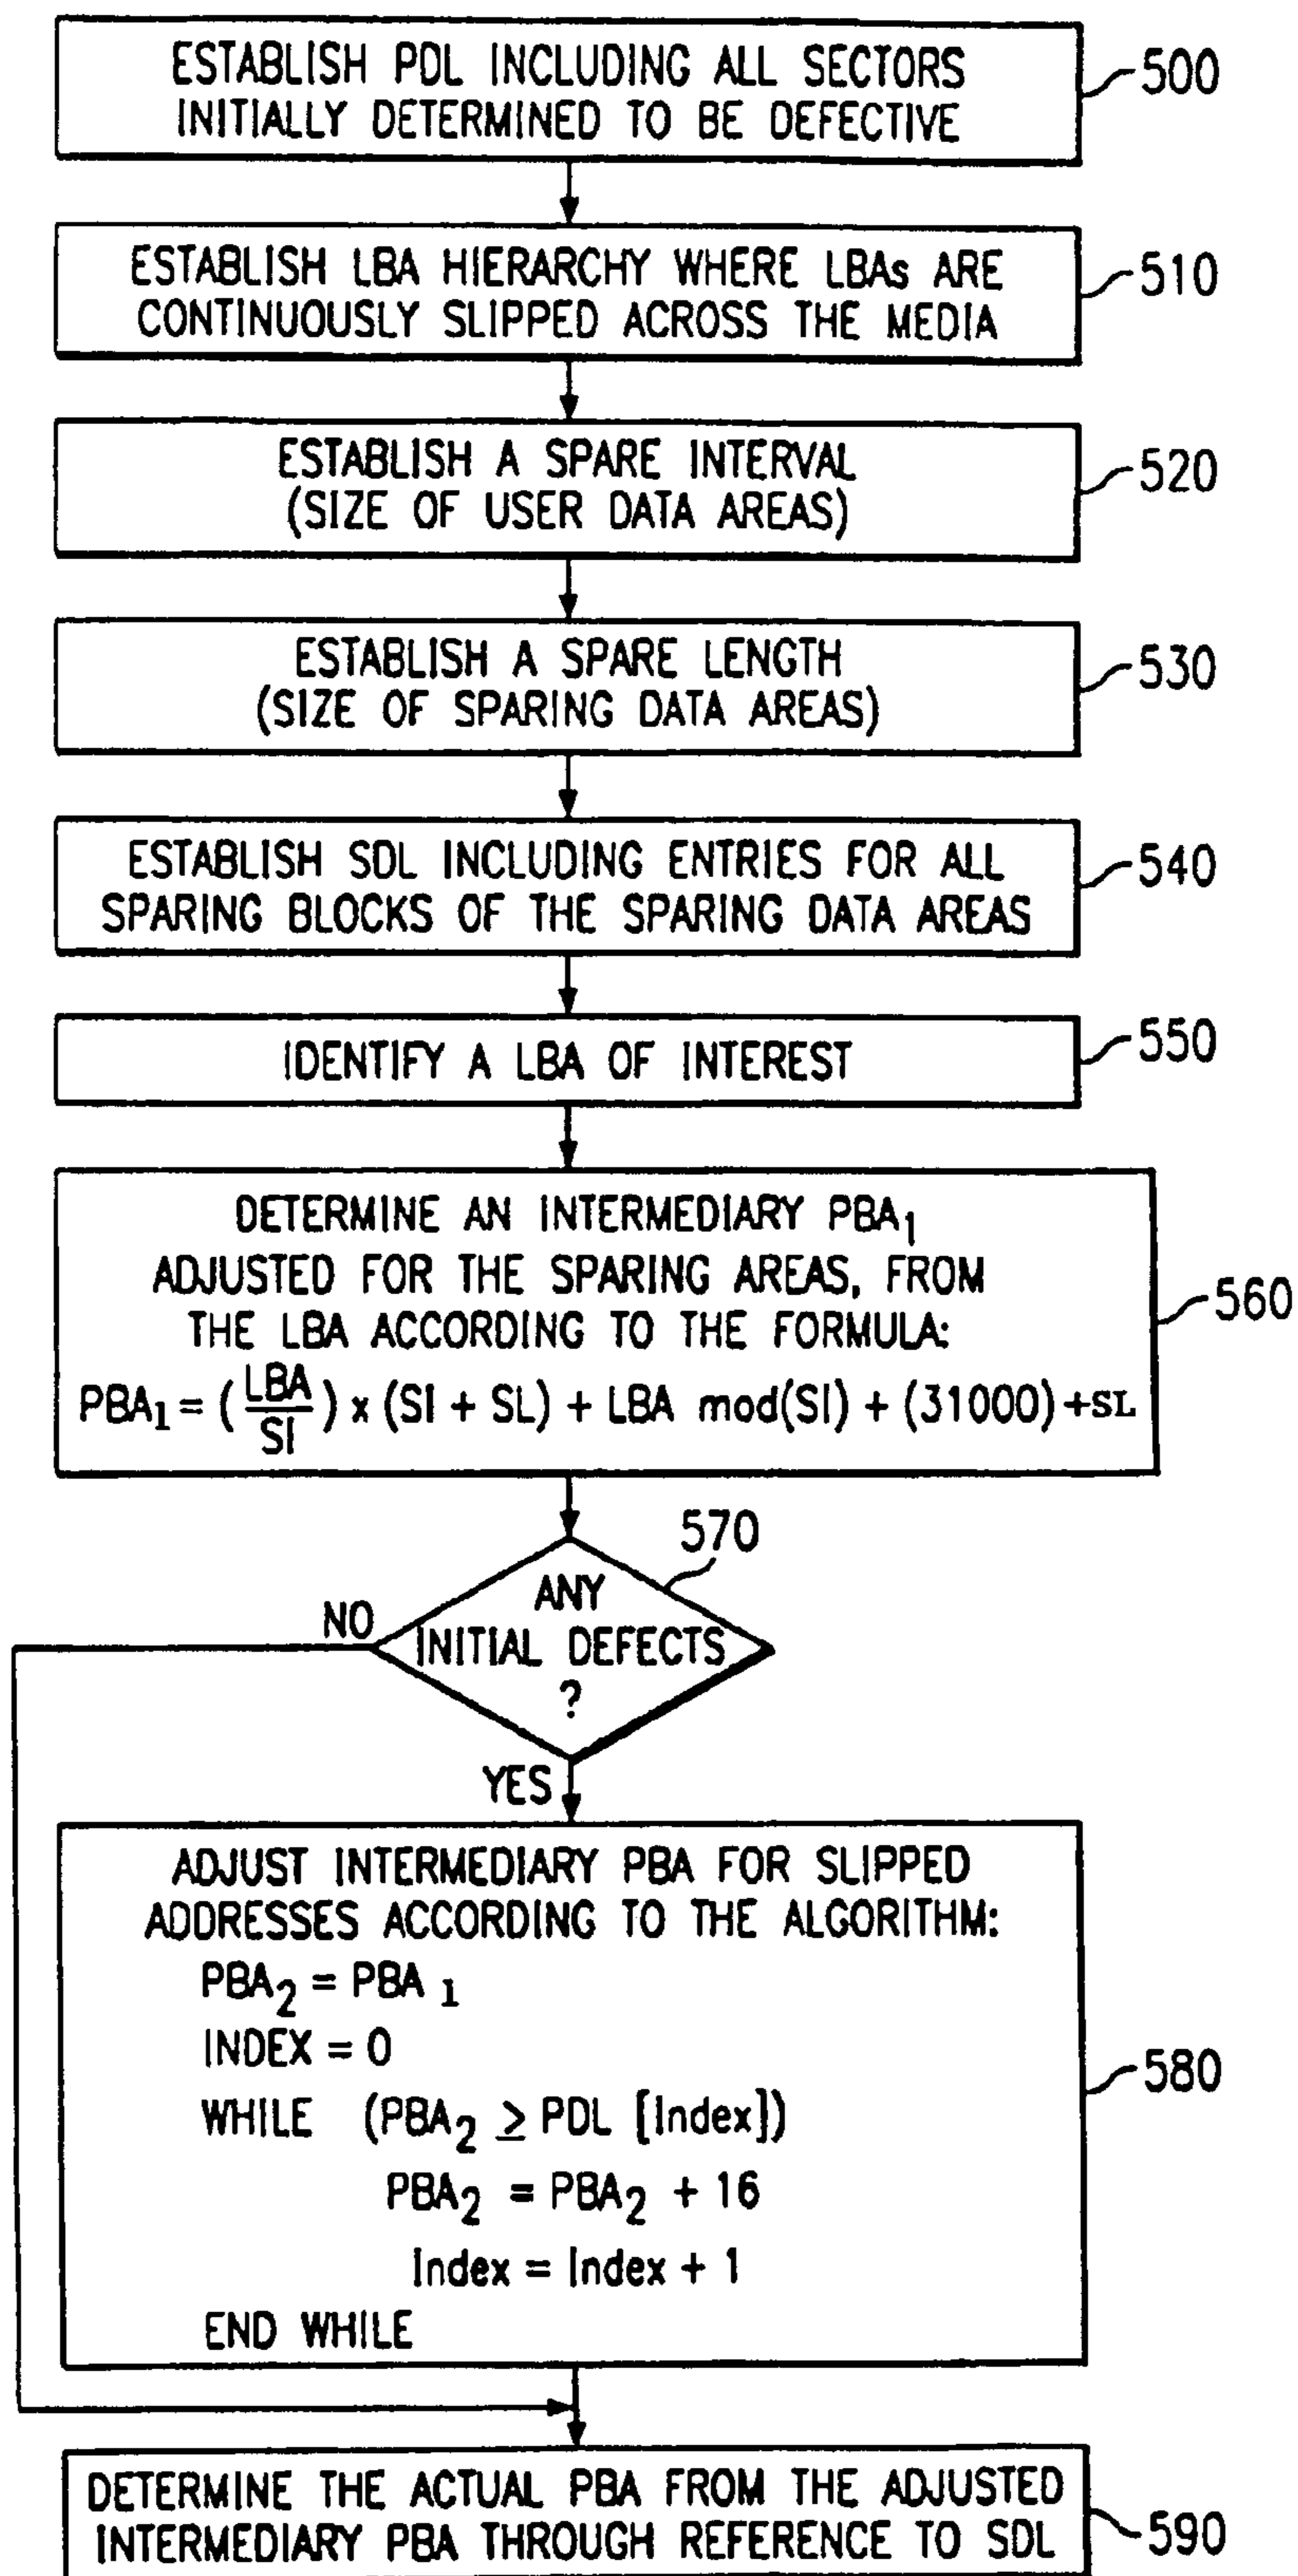 ESTABLISH PDL INCLUDING ALL SECTORS
INITIALLY DETERMINED TO BE DEFECTIVE
500
ESTABLISH LBA HIERARCHY WHERE LBAs ARE
CONTINUOUSLY SLIPPED ACROSS THE MEDIA
510
ESTABLISH A SPARE INTERVAL
(SIZE OF USER DATA AREAS)
520
ESTABLISH A SPARE LENGTH
(SIZE OF SPARING DATA AREAS)
530
ESTABLISH SDL INCLUDING ENTRIES FOR ALL
SPARING BLOCKS OF THE SPARING DATA AREAS
540
IDENTIFY A LBA OF INTEREST
550
DETERMINE AN INTERMEDIARY PBA1
ADJUSTED FOR THE SPARING AREAS, FROM
THE LBA ACCORDING TO THE FORMULA:
PBA1 = (LBA/SI) x (SI + SL) + LBA mod(SI) + (31000) +SL
560
570
ANY
INITIAL DEFECTS
?
NO
YES
ADJUST INTERMEDIARY PBA FOR SLIPPED
ADDRESSES ACCORDING TO THE ALGORITHM:
PBA2 = PBA 1
INDEX = 0
WHILE (PBA2 ≥ PDL [Index])
PBA2 = PBA2 + 16
Index = Index + 1
END WHILE
580
DETERMINE THE ACTUAL PBA FROM THE ADJUSTED
INTERMEDIARY PBA THROUGH REFERENCE TO SDL
590